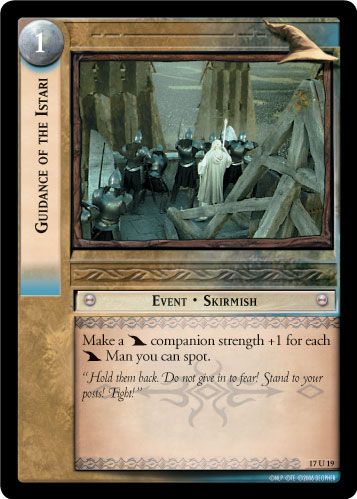 1
GUIDANCE OF THE ISTARI
EVENT • SKIRMISH
Make a companion strength +1 for each
Man you can spot.
"Hold them back. Do not give in to fear! Stand to your
posts! Fight!"
17 U 19